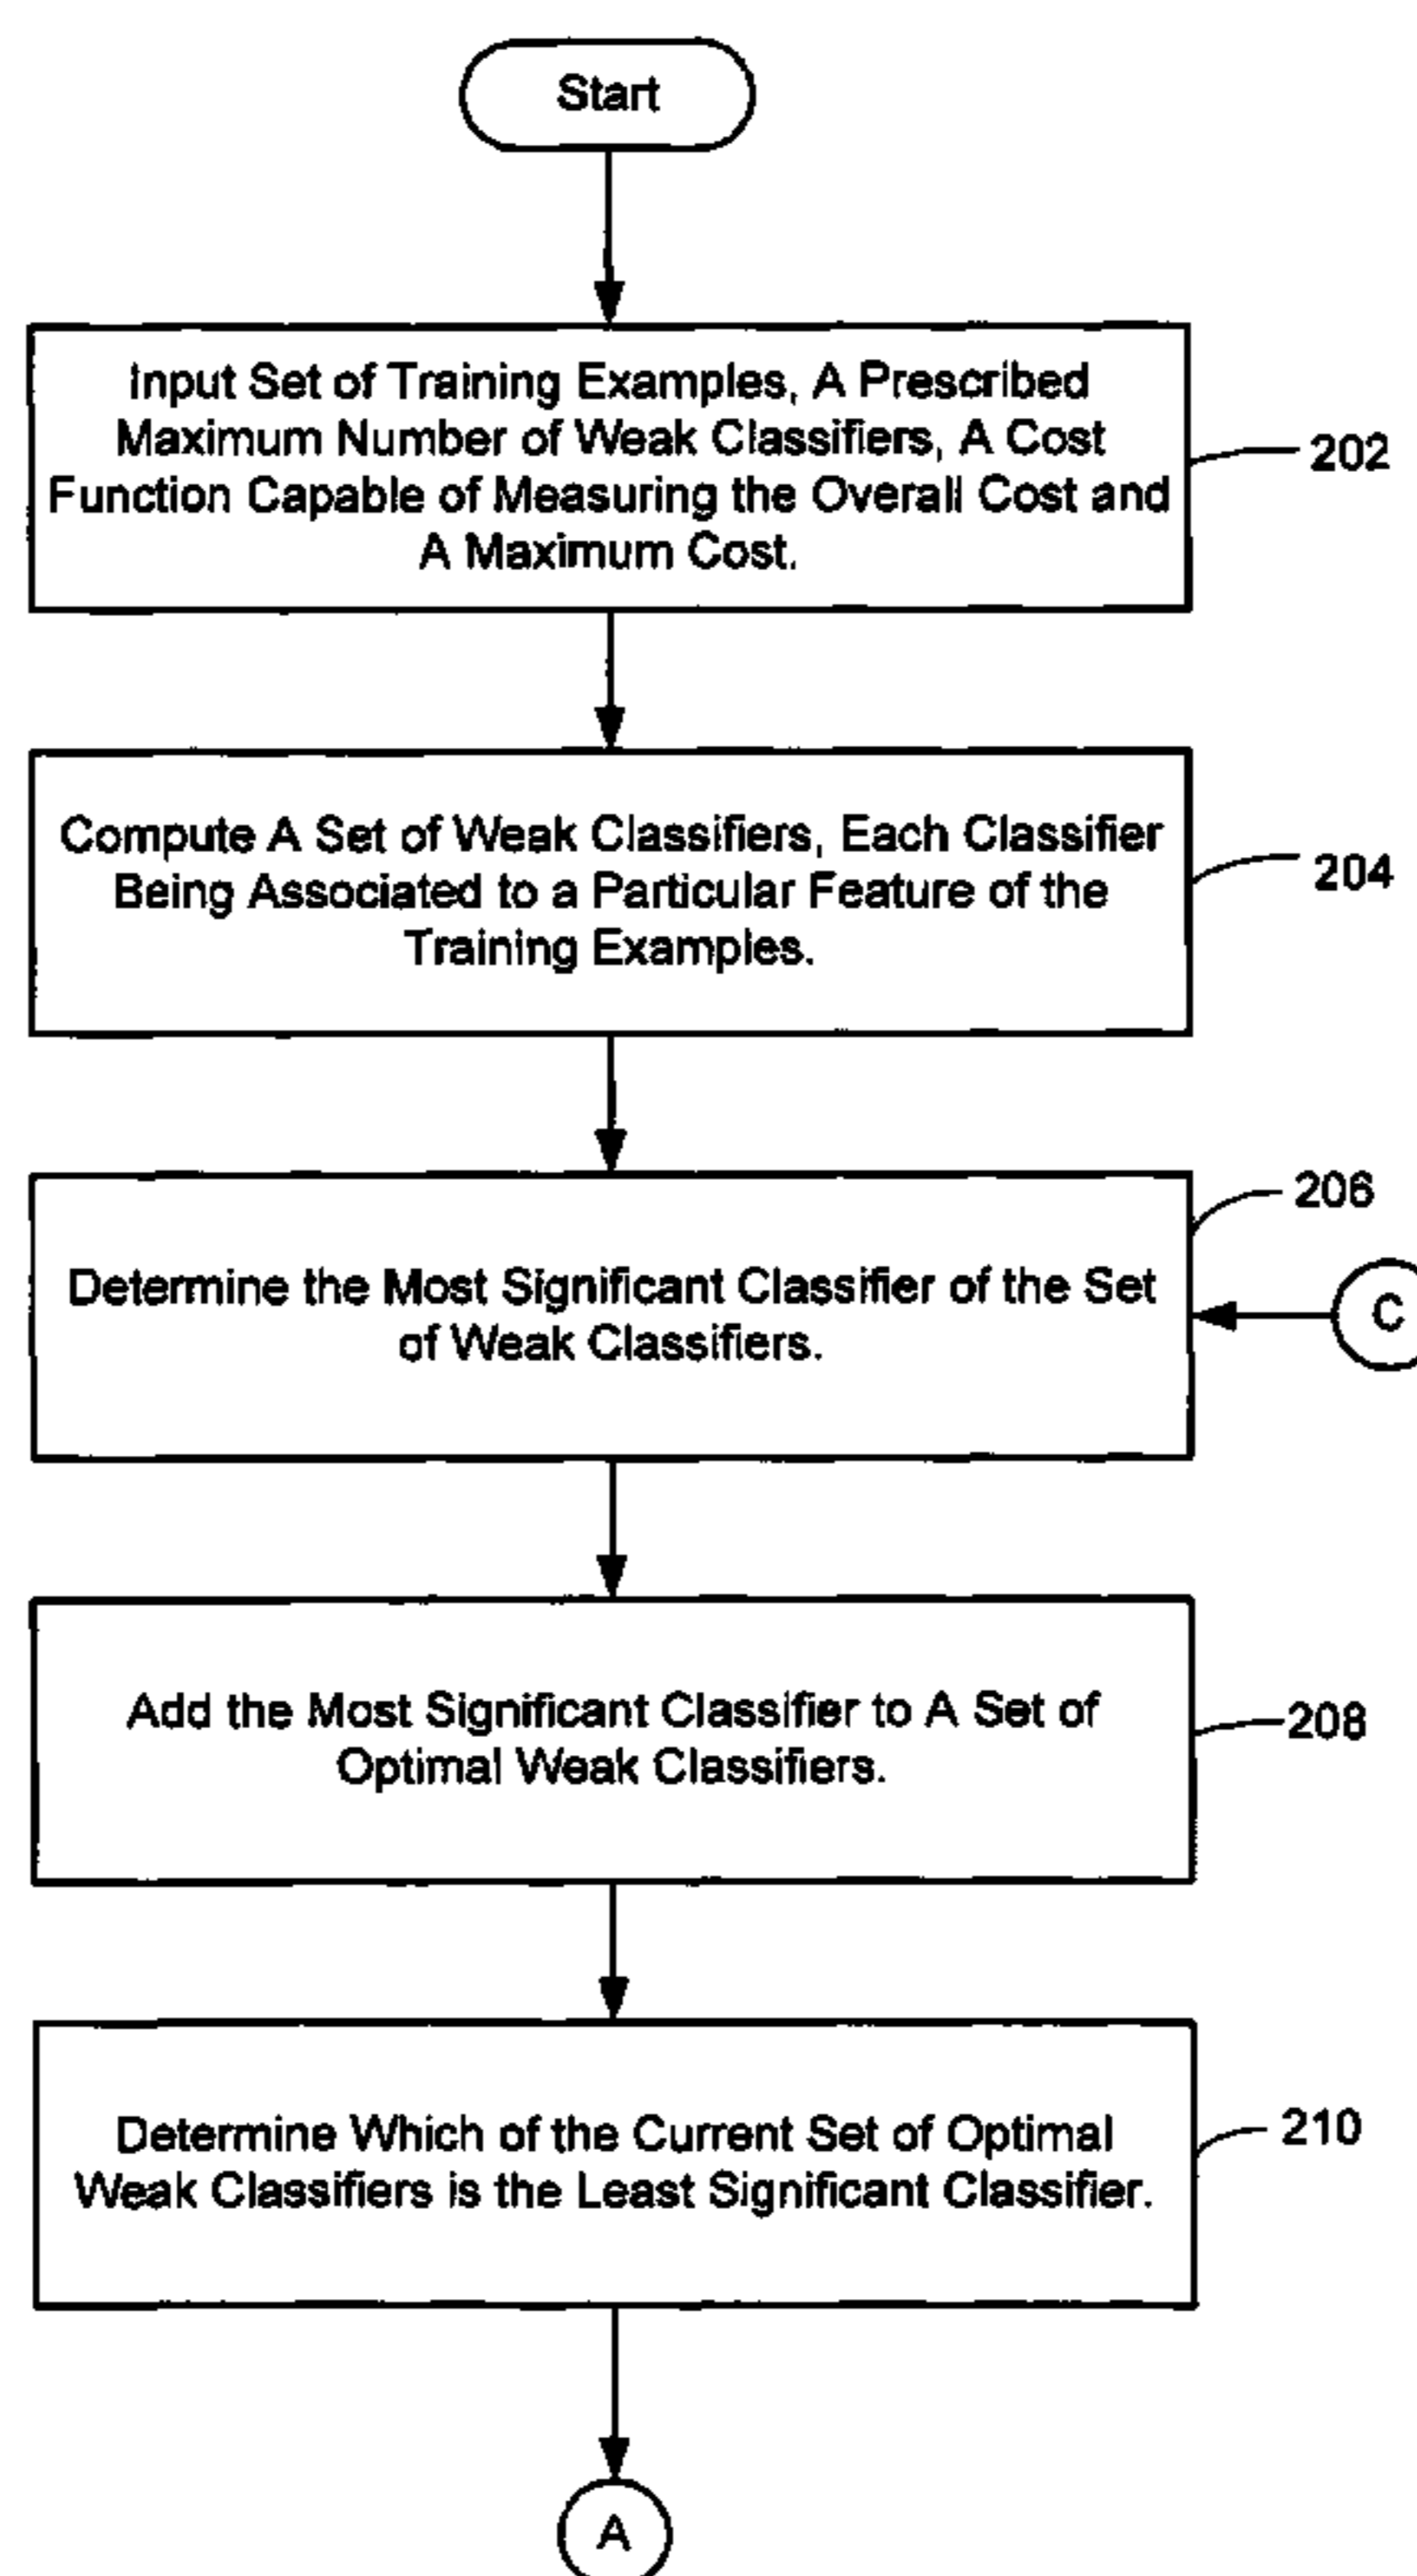 Start
Input Set of Training Examples, A Prescribed
Maximum Number of Weak Classifiers, A Cost
Function Capable of Measuring the Overall Cost and
A Maximum Cost.
202
Compute A Set of Weak Classifiers, Each Classifier
Being Associated to a Particular Feature of the
Training Examples.
204
206
Determine the Most Significant Classifier of the Set
of Weak Classifiers.
C
Add the Most Significant Classifier to A Set of
Optimal Weak Classifiers.
208
Determine Which of the Current Set of Optimal
Weak Classifiers is the Least Significant Classifier.
210
A